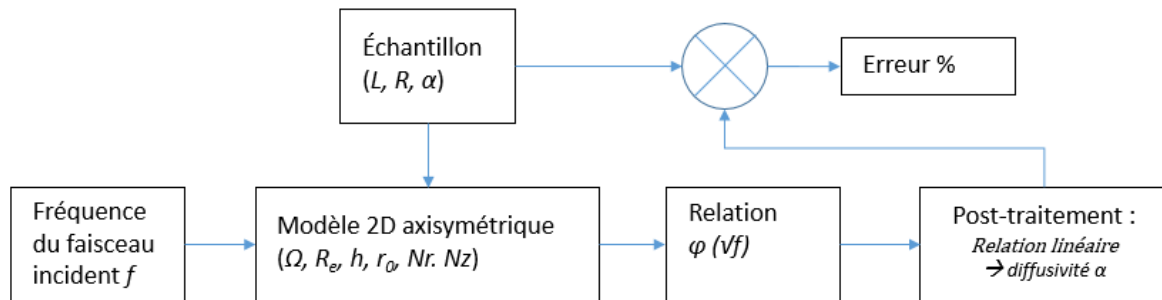 Échantillon
(L, R, α)
Erreur %
Fréquence
du faisceau
incident f
Modèle 2D axisymétrique
(Ω, Rₑ, h, r₀, Nr. Nz)
Relation
φ (√f)
Post-traitement :
Relation linéaire
→ diffusivité α